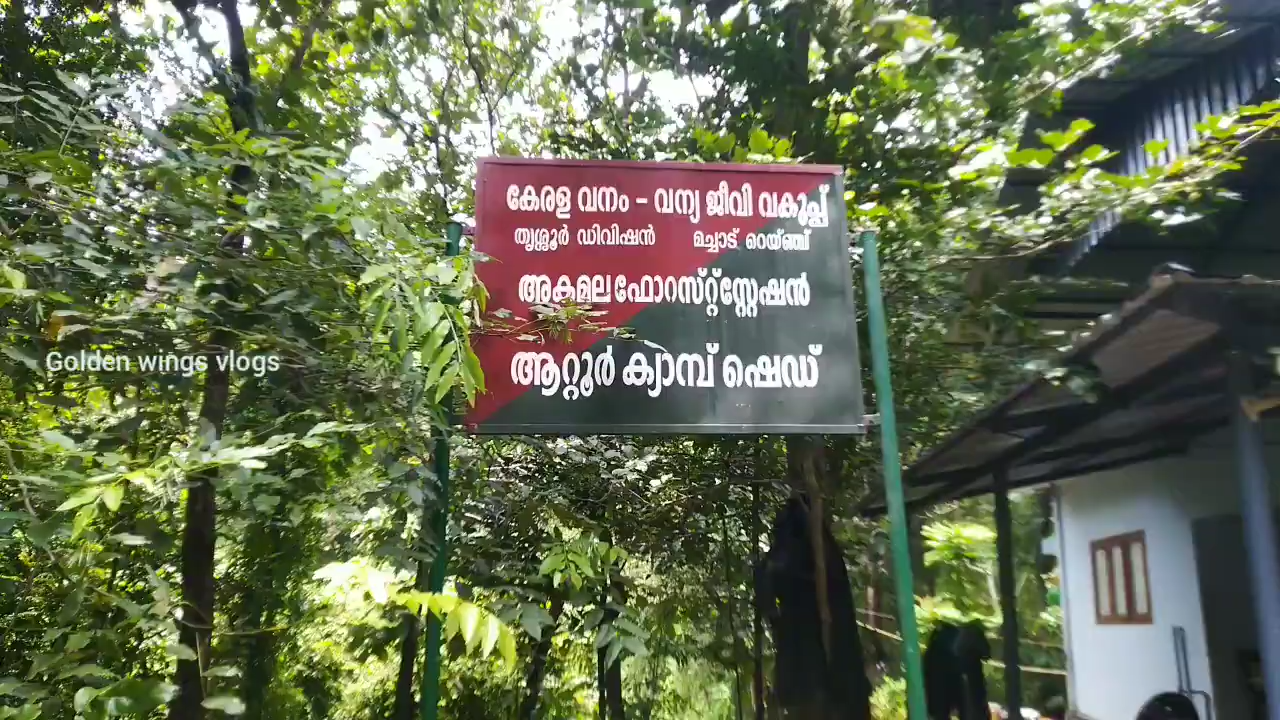 കേരള വനം - വന്യ ജീവി വകുപ്പ്
തൃശ്ശൂർ ഡിവിഷൻ മച്ചാട് റെയ്ഞ്ച്
അകമല ഫോറസ്റ്റ്സ്റ്റേഷൻ
ആറ്റൂർ ക്യാമ്പ് ഷെഡ്
Golden wings vlogs